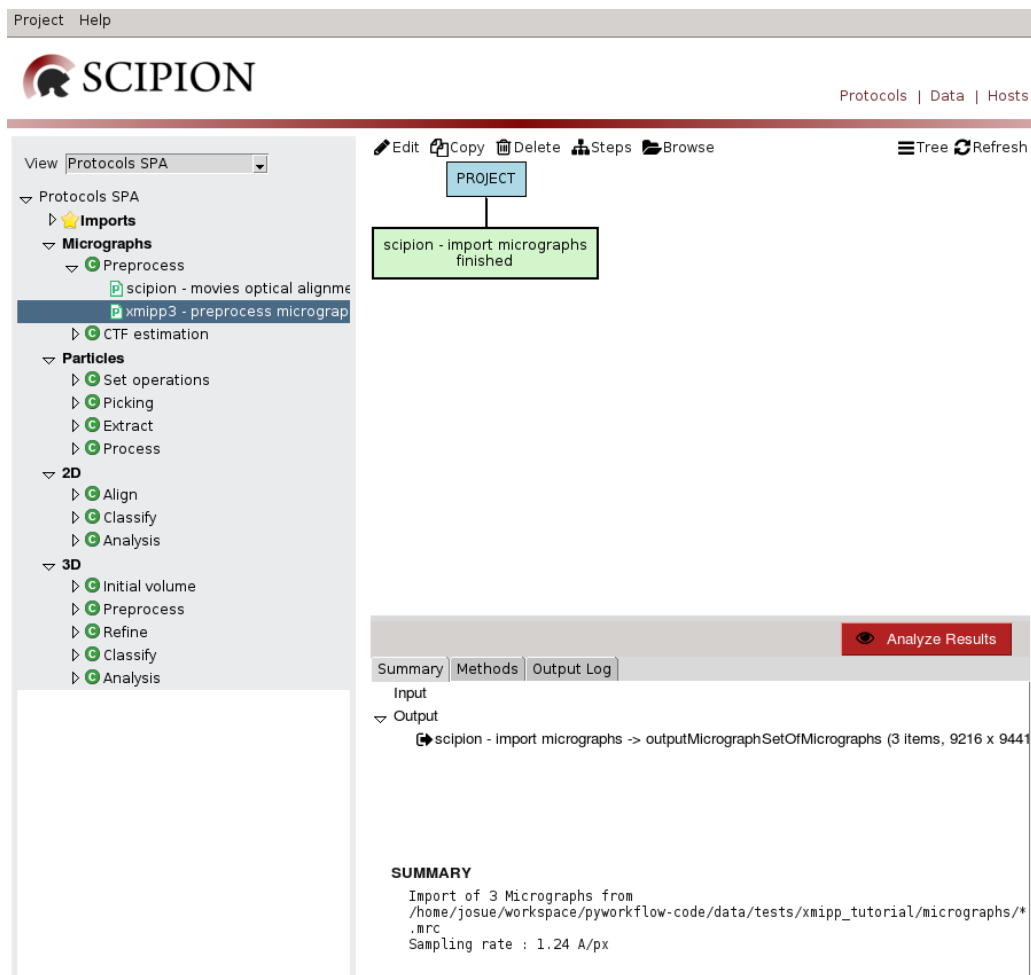 Project Help
SCIPION
Protocols | Data | Hosts
View Protocols SPA
Protocols SPA
Imports
Micrographs
Preprocess
scipion - movies optical alignme
xmipp3 - preprocess micrograp
CTF estimation
Particles
Set operations
Picking
Extract
Process
2D
Align
Classify
Analysis
3D
Initial volume
Preprocess
Refine
Classify
Analysis
Edit Copy Delete Steps Browse Tree Refresh
PROJECT
scipion - import micrographs
finished
Analyze Results
Summary Methods Output Log
Input
Output
scipion - import micrographs -> outputMicrographSetOfMicrographs (3 items, 9216 x 9441
SUMMARY
Import of 3 Micrographs from
/home/josue/workspace/pyworkflow-code/data/tests/xmipp_tutorial/micrographs/*
.mrc
Sampling rate : 1.24 A/px